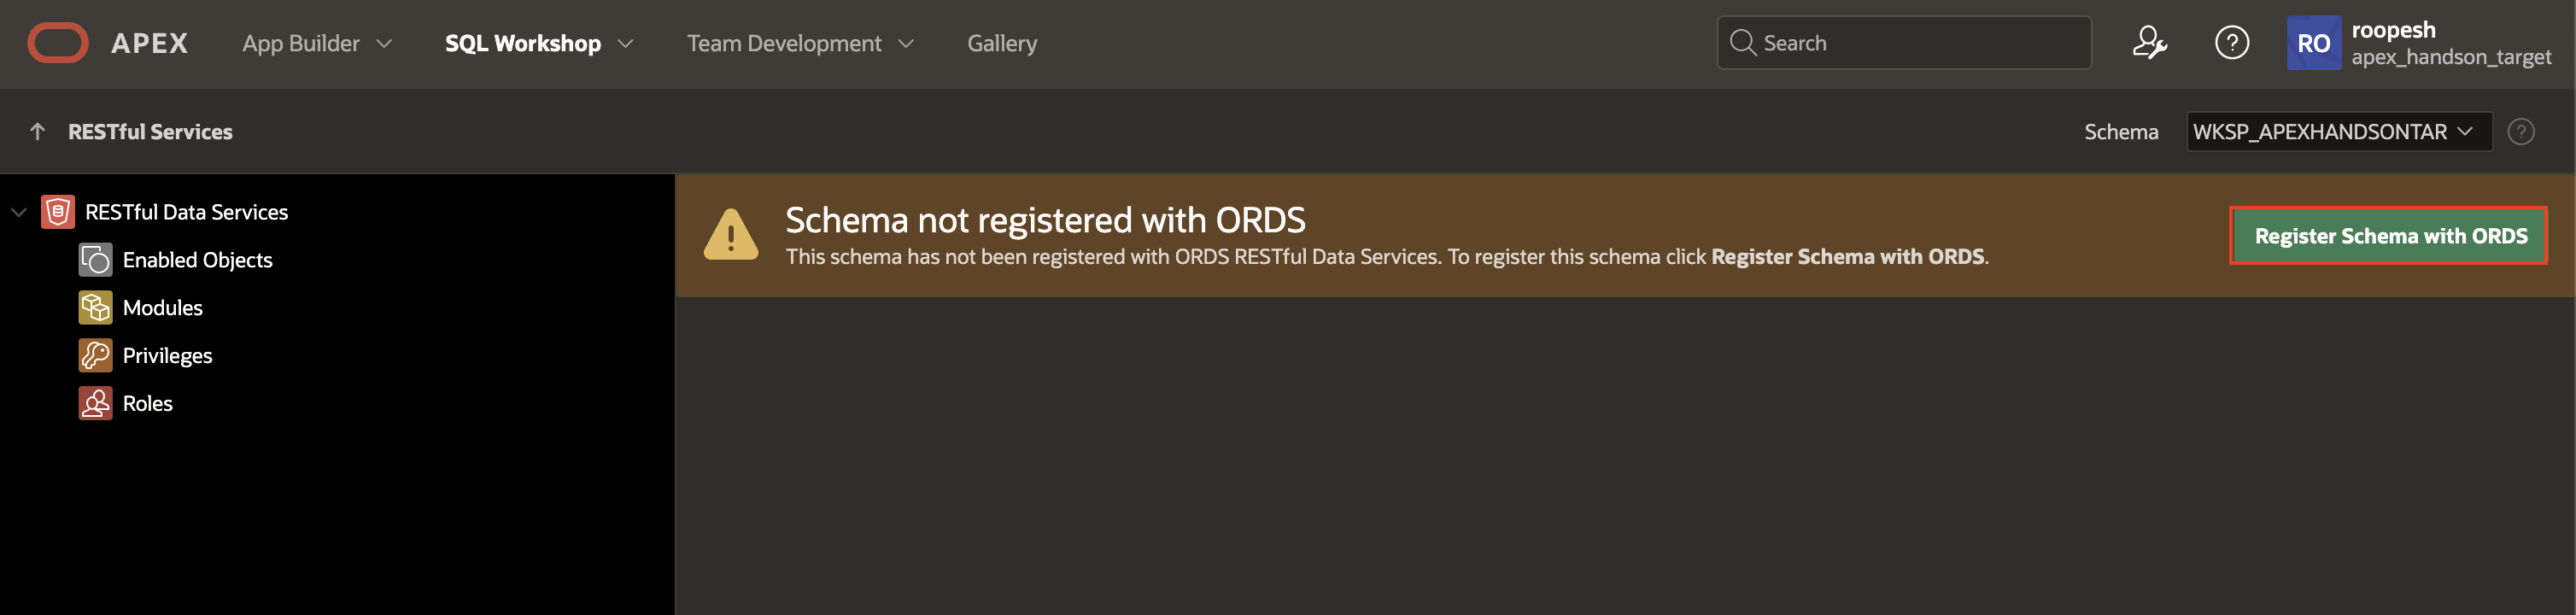 APEX App Builder SQL Workshop Team Development Gallery Search RO roopesh
apex_handson_target
RESTful Services Schema WKSP_APEXHANDSONTAR
RESTful Data Services
Enabled Objects
Modules
Privileges
Roles
Schema not registered with ORDS
This schema has not been registered with ORDS RESTful Data Services. To register this schema click Register Schema with ORDS.
Register Schema with ORDS